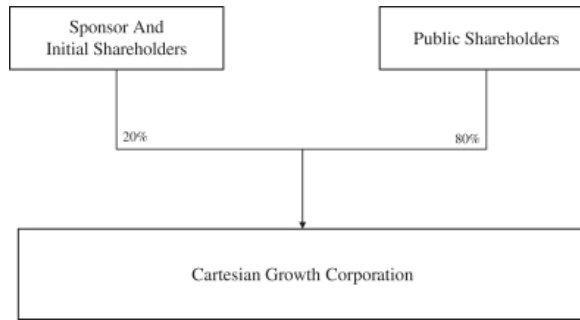 Sponsor And
Initial Shareholders
Public Shareholders
20%
80%
Cartesian Growth Corporation